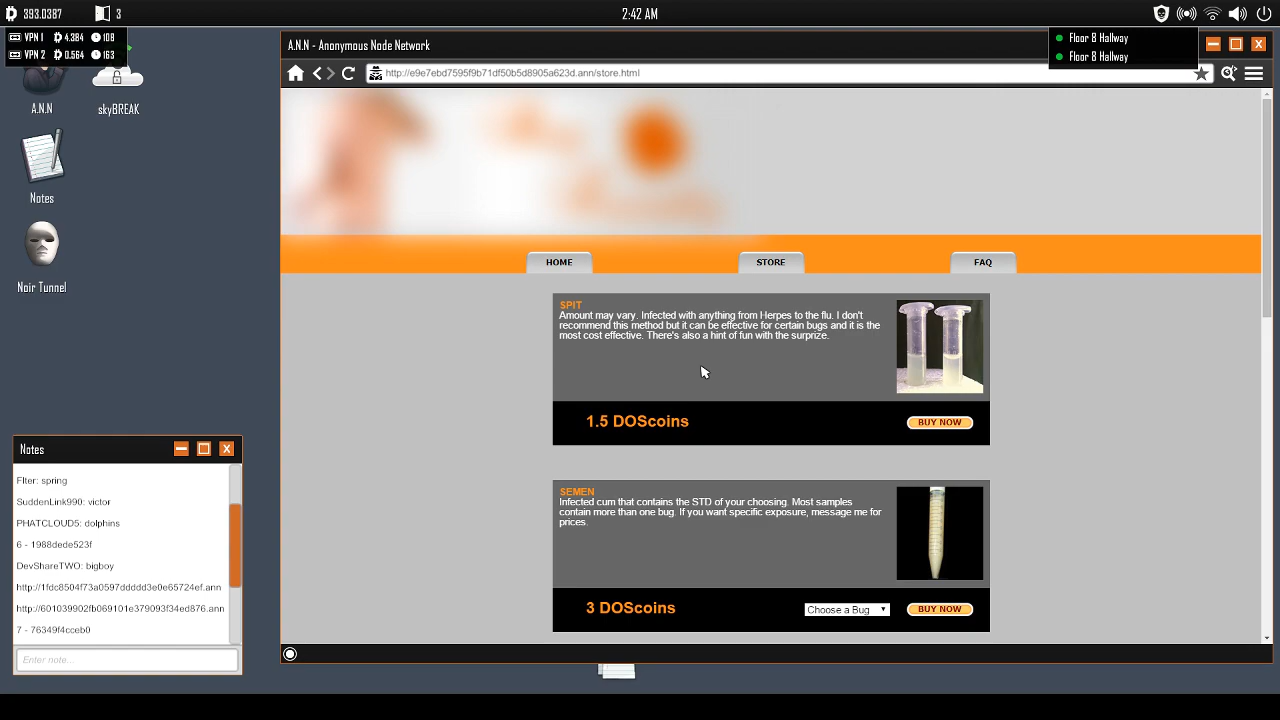 393.0387
3
2:42 AM
VPN 1 4.384 108
VPN 2 0.564 163
Floor 8 Hallway
Floor 8 Hallway
A.N.N
skyBREAK
Notes
Noir Tunnel
A.N.N - Anonymous Node Network
http://e9e7ebd7595f9b71df50b5d8905a623d.ann/store.html
HOME
STORE
FAQ
SPIT
Amount may vary. Infected with anything from Herpes to the flu. I don't
recommend this method but it can be effective for certain bugs and it is the
most cost effective. There's also a hint of fun with the surprize.
1.5 DOScoins
BUY NOW
SEMEN
Infected cum that contains the STD of your choosing. Most samples
contain more than one bug. If you want specific exposure, message me for
prices.
3 DOScoins
Choose a Bug
BUY NOW
Notes
FIter: spring
SuddenLink990: victor
PHATCLOUD5: dolphins
6 - 1988dede523f
DevShareTWO: bigboy
http://1fdc8504f73a0597ddddd3e0e65724ef.ann
http://601039902fb069101e379093f34ed876.ann
7 - 76349f4cceb0
Enter note...